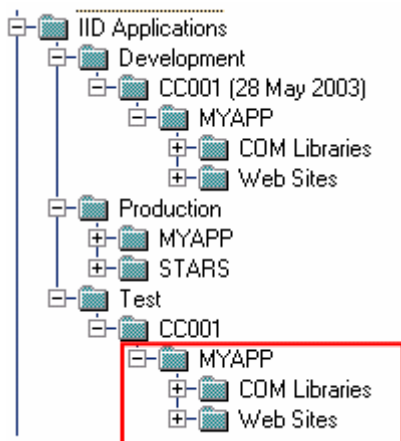 IID Applications
Development
CC001 (28 May 2003)
MYAPP
COM Libraries
Web Sites
Production
MYAPP
STARS
Test
CC001
MYAPP
COM Libraries
Web Sites